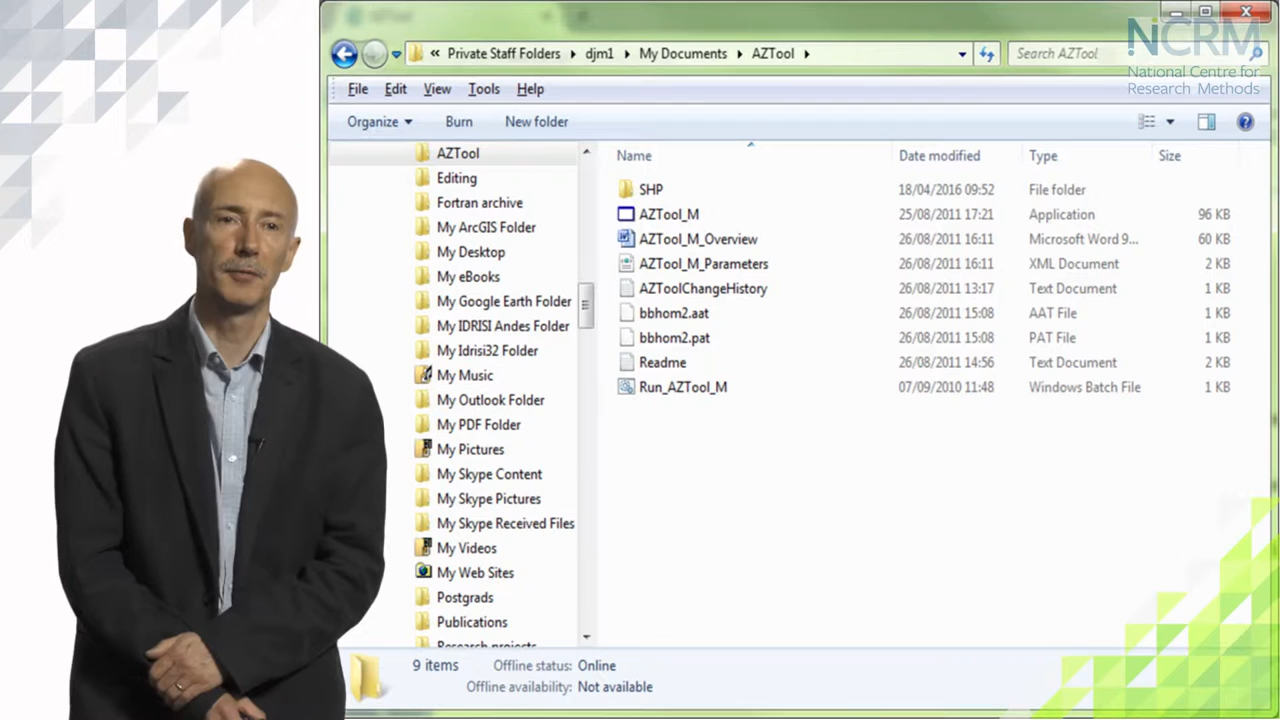 AZTool
NCRM
National Centre for
Research Methods
« Private Staff Folders ▸ djm1 ▸ My Documents ▸ AZTool ▸
Search AZTool
File Edit View Tools Help
Organize ▾ Burn New folder
AZTool
Editing
Fortran archive
My ArcGIS Folder
My Desktop
My eBooks
My Google Earth Folder
My IDRISI Andes Folder
My Idrisi32 Folder
My Music
My Outlook Folder
My PDF Folder
My Pictures
My Skype Content
My Skype Pictures
My Skype Received Files
My Videos
My Web Sites
Postgrads
Publications
Research projects
Name Date modified Type Size
SHP 18/04/2016 09:52 File folder
AZTool_M 25/08/2011 17:21 Application 96 KB
AZTool_M_Overview 26/08/2011 16:11 Microsoft Word 9... 60 KB
AZTool_M_Parameters 26/08/2011 16:11 XML Document 2 KB
AZToolChangeHistory 26/08/2011 13:17 Text Document 1 KB
bbhom2.aat 26/08/2011 15:08 AAT File 1 KB
bbhom2.pat 26/08/2011 15:08 PAT File 1 KB
Readme 26/08/2011 14:56 Text Document 2 KB
Run_AZTool_M 07/09/2010 11:48 Windows Batch File 1 KB
9 items Offline status: Online
Offline availability: Not available